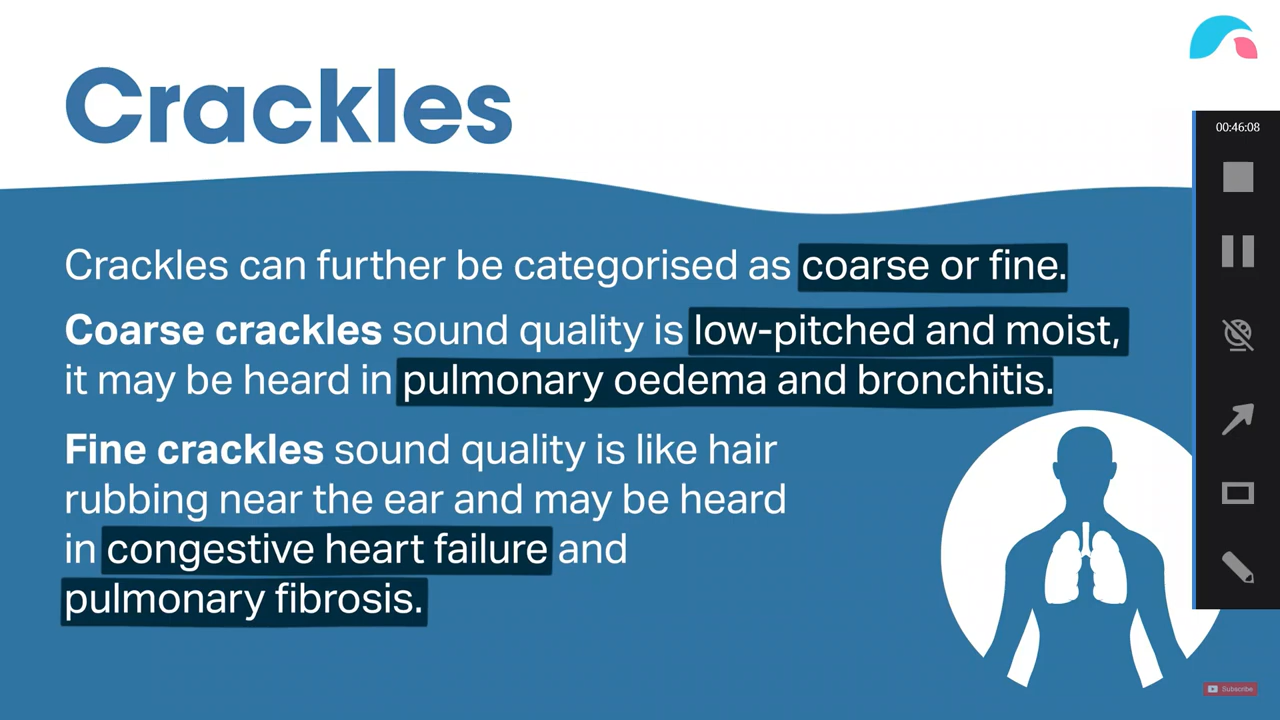 Crackles
00:46:08
Crackles can further be categorised as coarse or fine.
Coarse crackles sound quality is low-pitched and moist,
it may be heard in pulmonary oedema and bronchitis.
Fine crackles sound quality is like hair
rubbing near the ear and may be heard
in congestive heart failure and
pulmonary fibrosis.
Subscribe